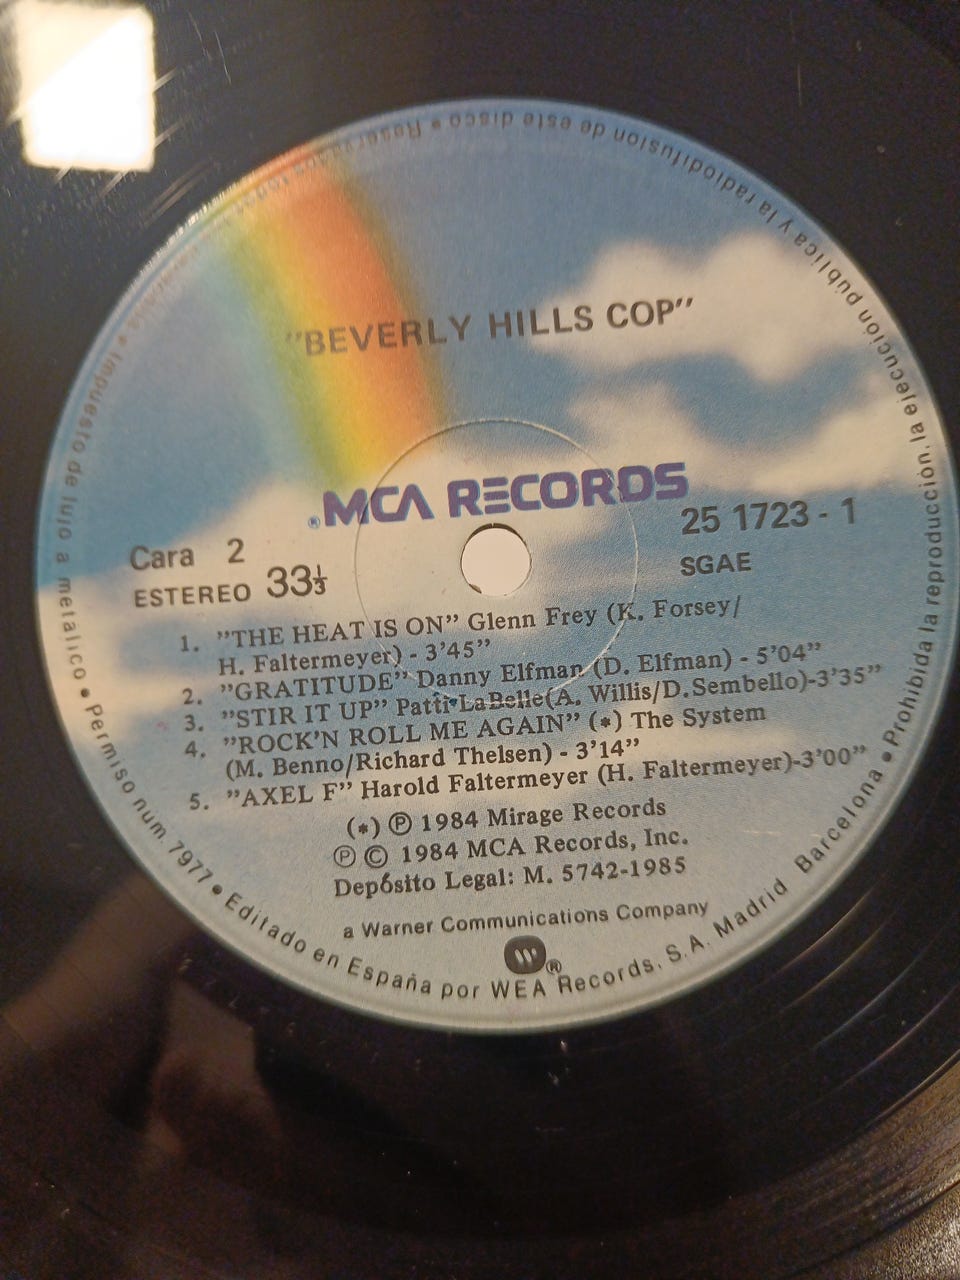 "BEVERLY HILLS COP"
®MCA RECORDS
25 1723 - 1
Cara 2
SGAE
ESTEREO 33⅓
1. "THE HEAT IS ON" Glenn Frey (K. Forsey/
H. Faltermeyer) - 3'45"
2. "GRATITUDE" Danny Elfman (D. Elfman) - 5'04"
3. "STIR IT UP" Patti LaBelle(A. Willis/D.Sembello)-3'35"
4. "ROCK'N ROLL ME AGAIN" (*) The System
(M. Benno/Richard Thelsen) - 3'14"
5. "AXEL F" Harold Faltermeyer (H. Faltermeyer)-3'00"
(*) Ⓟ 1984 Mirage Records
Ⓟ © 1984 MCA Records, Inc.
Depósito Legal: M. 5742-1985
a Warner Communications Company
®
Impuesto de lujo a metálico • Permiso num. 7977 • Editado en España por WEA Records, S.A. Madrid Barcelona • Prohibida la reproducción, la ejecución pública y la radiodifusión de este disco •